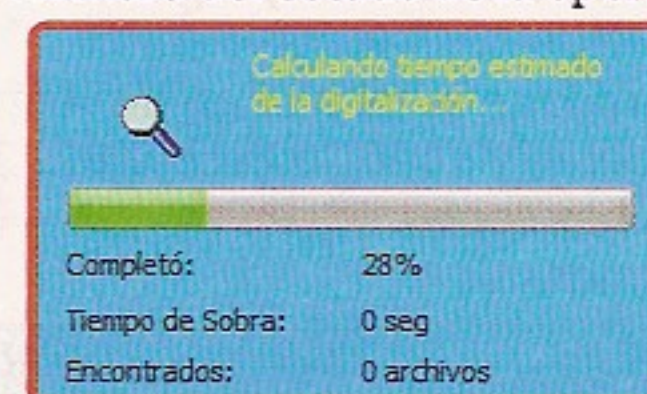 Calculando tiempo estimado
de la digitalización...
Completó: 28%
Tiempo de Sobra: 0 seg
Encontrados: 0 archivos